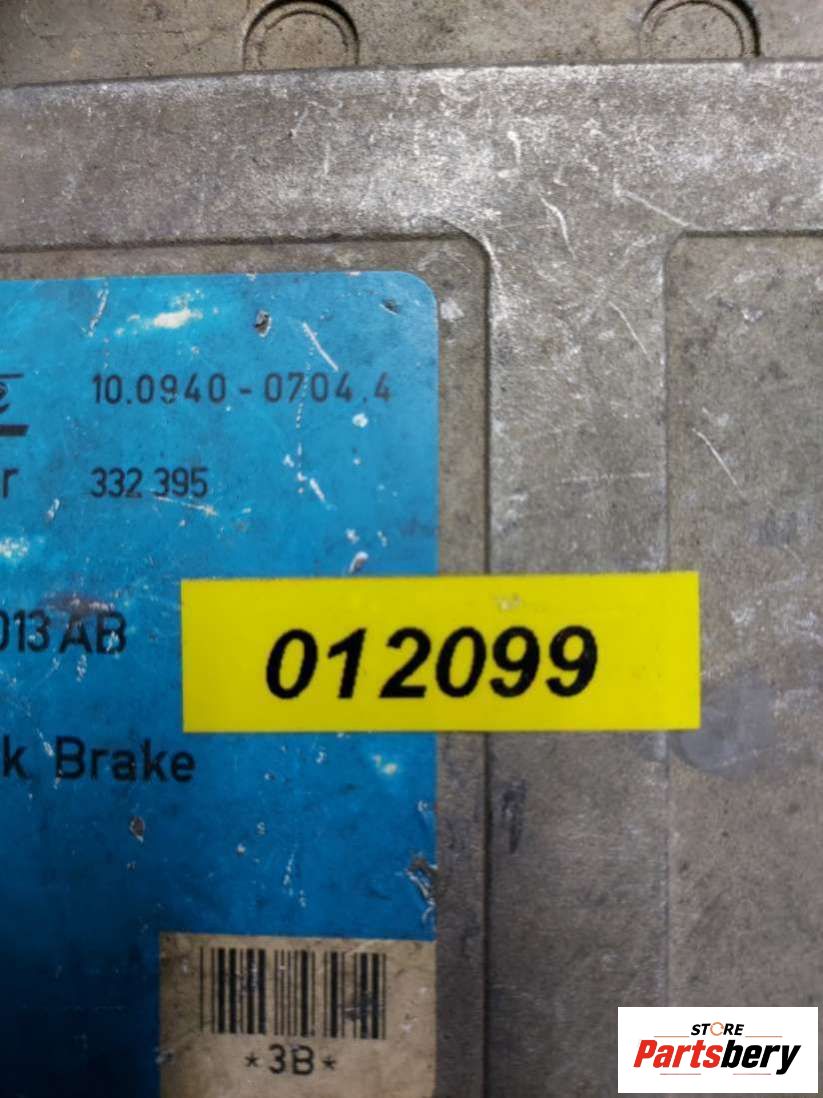 10.0940-0704.4
r 332 395
013 AB
012099
k Brake
*3B*
STORE
Partsbery